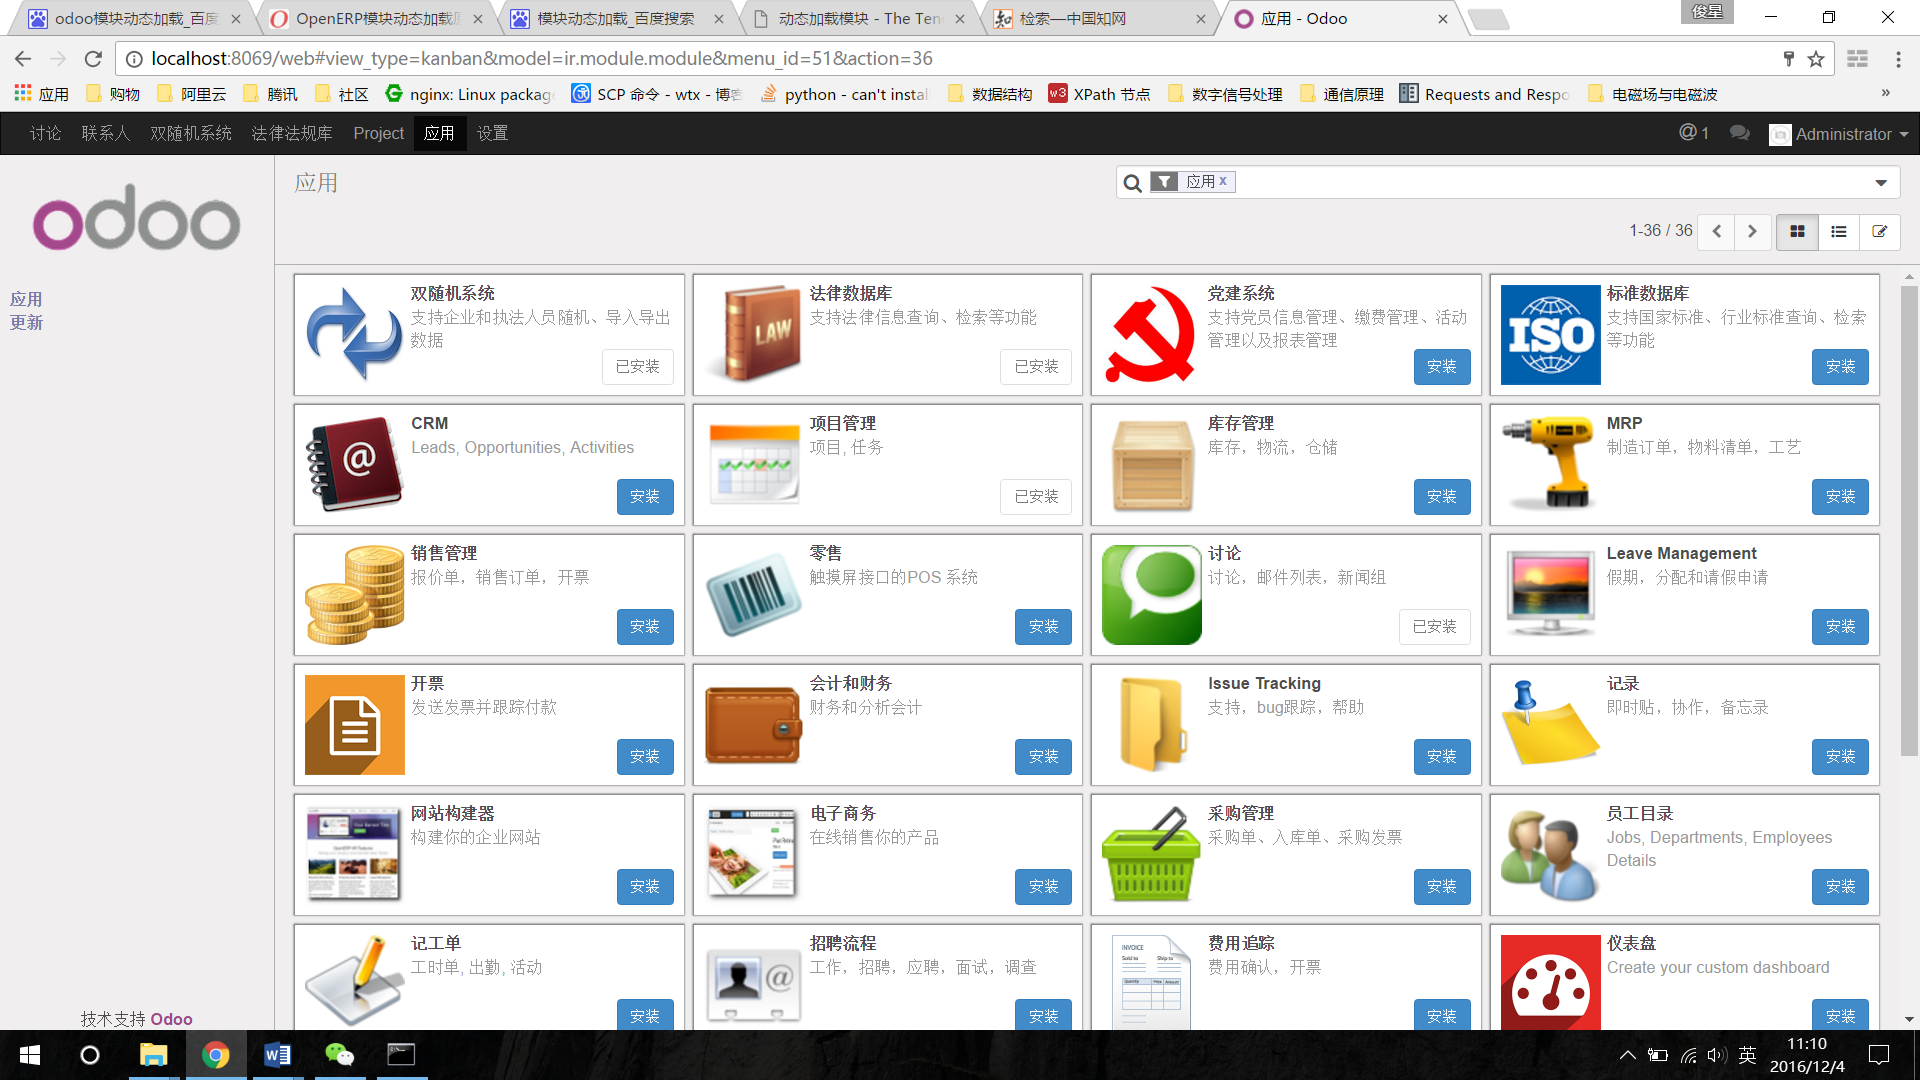 odoo模块动态加载_百度
OpenERP模块动态加载
模块动态加载_百度搜索
动态加载模块 - The Ten
检索—中国知网
应用 - Odoo
俊星
localhost:8069/web#view_type=kanban&model=ir.module.module&menu_id=51&action=36
应用 购物 阿里云 腾讯 社区 nginx: Linux packag SCP 命令 - wtx - 博客 python - can't instal 数据结构 XPath 节点 数字信号处理 通信原理 Requests and Respo 电磁场与电磁波 »
讨论 联系人 双随机系统 法律法规库 Project 应用 设置 @ 1 Administrator
odoo
应用
更新
应用
应用 x
1-36 / 36
双随机系统
支持企业和执法人员随机、导入导出
数据
已安装
LAW
法律数据库
支持法律信息查询、检索等功能
已安装
党建系统
支持党员信息管理、缴费管理、活动
管理以及报表管理
安装
ISO
标准数据库
支持国家标准、行业标准查询、检索
等功能
安装
@
CRM
Leads, Opportunities, Activities
安装
项目管理
项目, 任务
已安装
库存管理
库存，物流，仓储
安装
MRP
制造订单，物料清单，工艺
安装
销售管理
报价单，销售订单，开票
安装
零售
触摸屏接口的POS 系统
安装
讨论
讨论，邮件列表，新闻组
已安装
Leave Management
假期，分配和请假申请
安装
开票
发送发票并跟踪付款
安装
会计和财务
财务和分析会计
安装
Issue Tracking
支持，bug跟踪，帮助
安装
记录
即时贴，协作，备忘录
安装
网站构建器
构建你的企业网站
安装
电子商务
在线销售你的产品
安装
采购管理
采购单、入库单、采购发票
安装
员工目录
Jobs, Departments, Employees
Details
安装
记工单
工时单, 出勤, 活动
安装
@
招聘流程
工作，招聘，应聘，面试，调查
安装
INVOICE
Sold to Ship to
Quantity Price Amount
费用追踪
费用确认，开票
安装
仪表盘
Create your custom dashboard
安装
技术支持 Odoo
英
11:10
2016/12/4